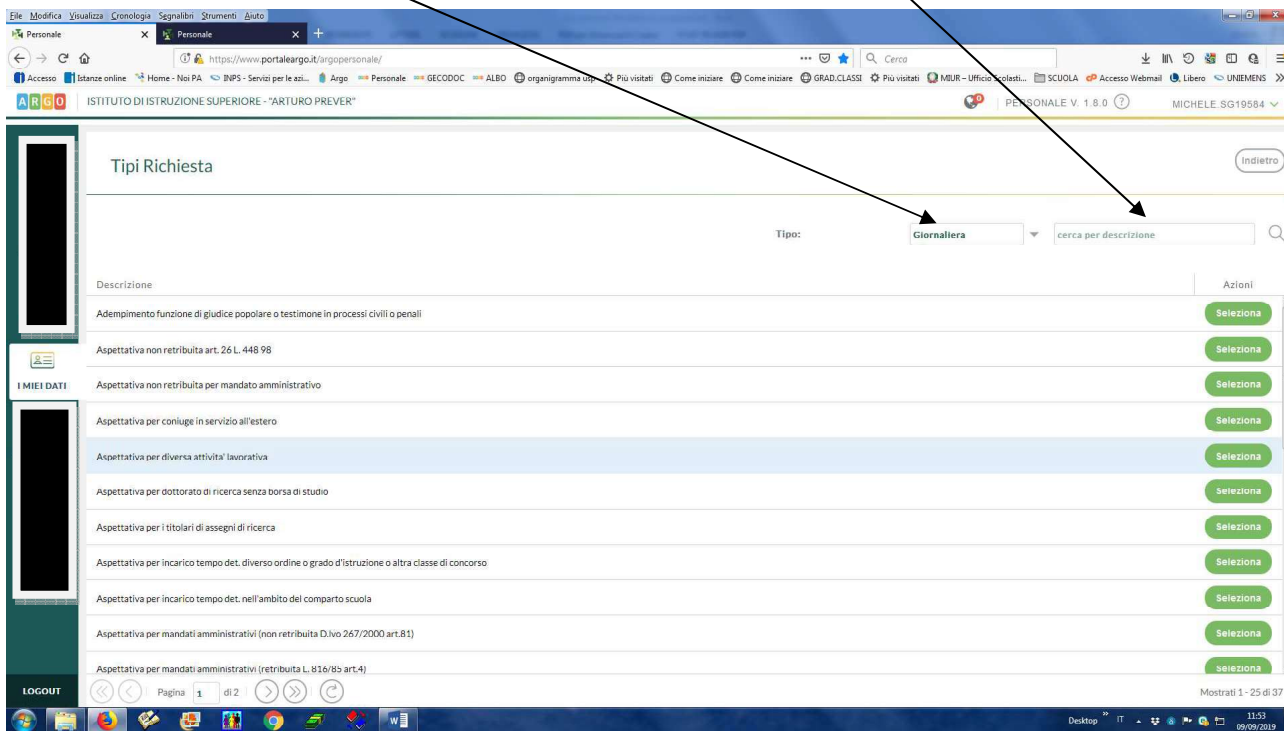 File Modifica Visualizza Cronologia Segnalibri Strumenti Aiuto
Personale X Personale X +
https://www.portaleargo.it/argopersonale/ Cerca
Accesso Istanze online Home - Noi PA INPS - Servizi per le azi... Argo Personale GECODOC ALBO organigramma usp Più visitati Come iniziare Come iniziare GRAD.CLASSI Più visitati MIUR – Ufficio Scolasti... SCUOLA Accesso Webmail Libero UNIEMENS
ARGO ISTITUTO DI ISTRUZIONE SUPERIORE - "ARTURO PREVER" PERSONALE V. 1.8.0 ? MICHELE.SG19584
Tipi Richiesta Indietro
Tipo: Giornaliera cerca per descrizione
Descrizione Azioni
Adempimento funzione di giudice popolare o testimone in processi civili o penali Seleziona
Aspettativa non retribuita art. 26 L. 448 98 Seleziona
I MIEI DATI
Aspettativa non retribuita per mandato amministrativo Seleziona
Aspettativa per coniuge in servizio all'estero Seleziona
Aspettativa per diversa attivita' lavorativa Seleziona
Aspettativa per dottorato di ricerca senza borsa di studio Seleziona
Aspettativa per i titolari di assegni di ricerca Seleziona
Aspettativa per incarico tempo det. diverso ordine o grado d'istruzione o altra classe di concorso Seleziona
Aspettativa per incarico tempo det. nell'ambito del comparto scuola Seleziona
Aspettativa per mandati amministrativi (non retribuita D.lvo 267/2000 art.81) Seleziona
Aspettativa per mandati amministrativi (retribuita L. 816/85 art.4) Seleziona
LOGOUT Pagina 1 di 2 Mostrati 1 - 25 di 37
Desktop IT 11:53
09/09/2019